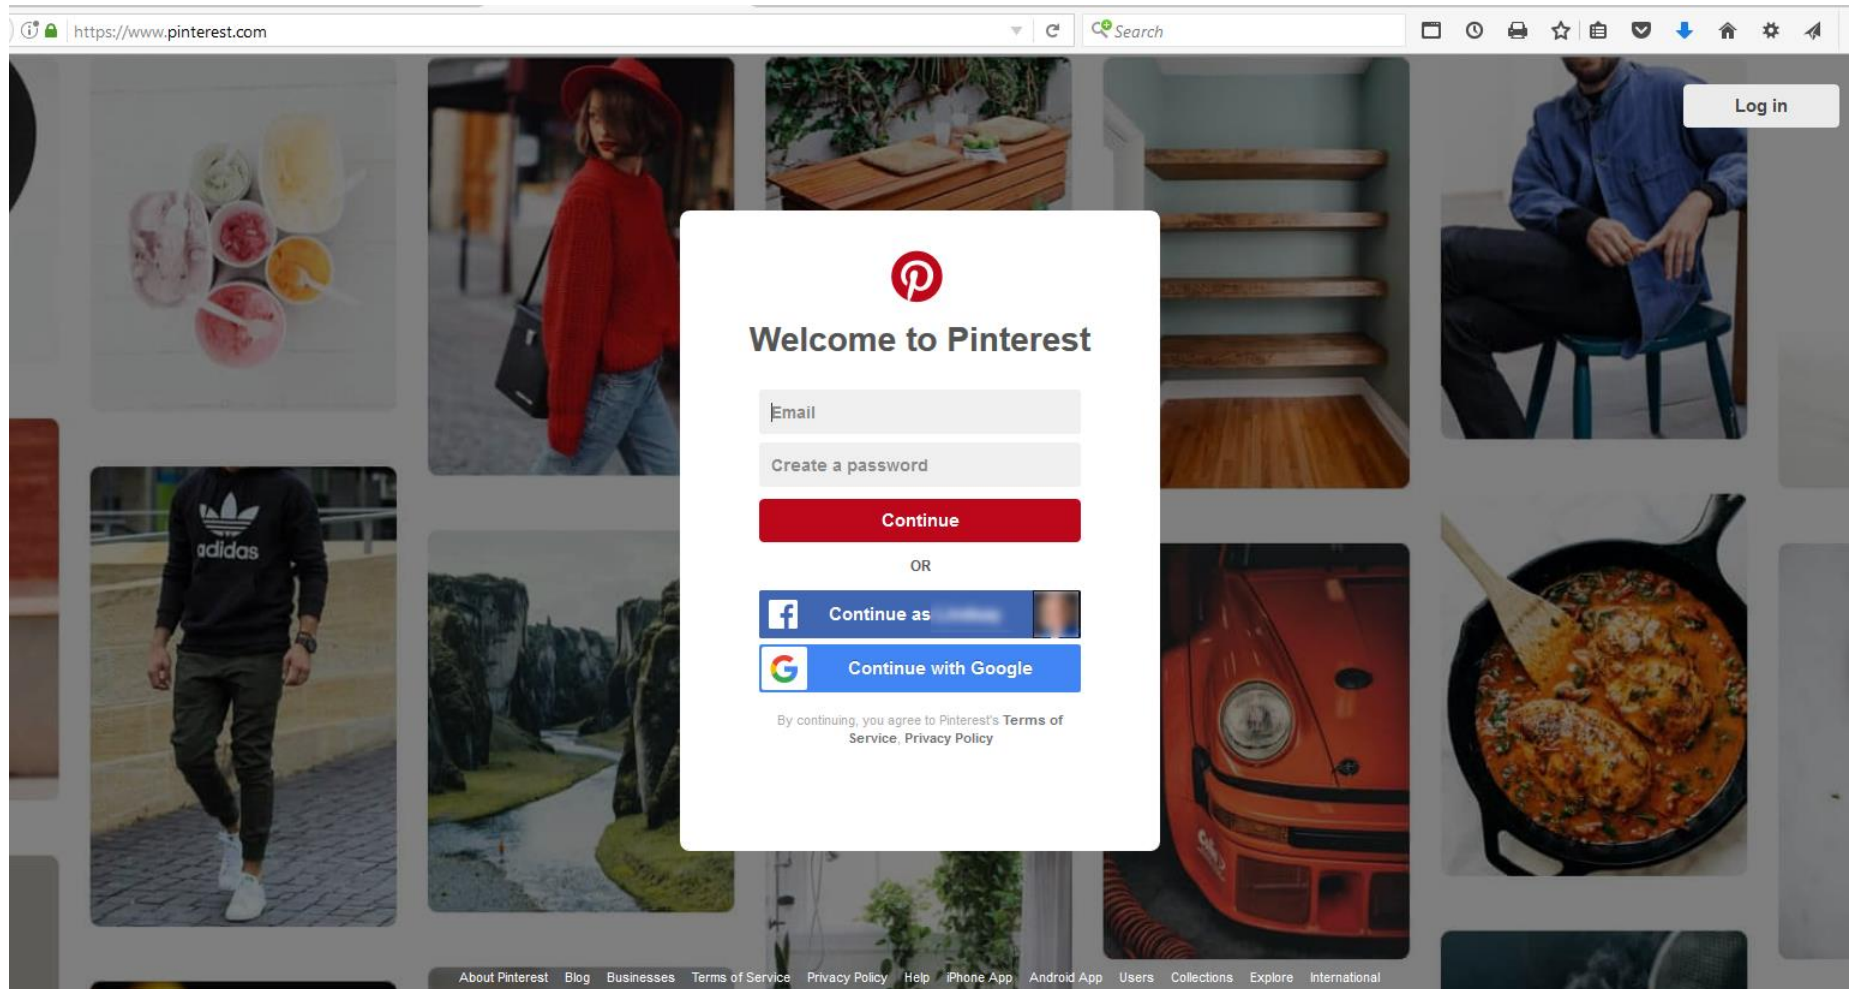 https://www.pinterest.com
Search
Log in
Welcome to Pinterest
Email
Create a password
Continue
OR
Continue as
Continue with Google
By continuing, you agree to Pinterest's Terms of
Service, Privacy Policy
adidas
About Pinterest Blog Businesses Terms of Service Privacy Policy Help iPhone App Android App Users Collections Explore International